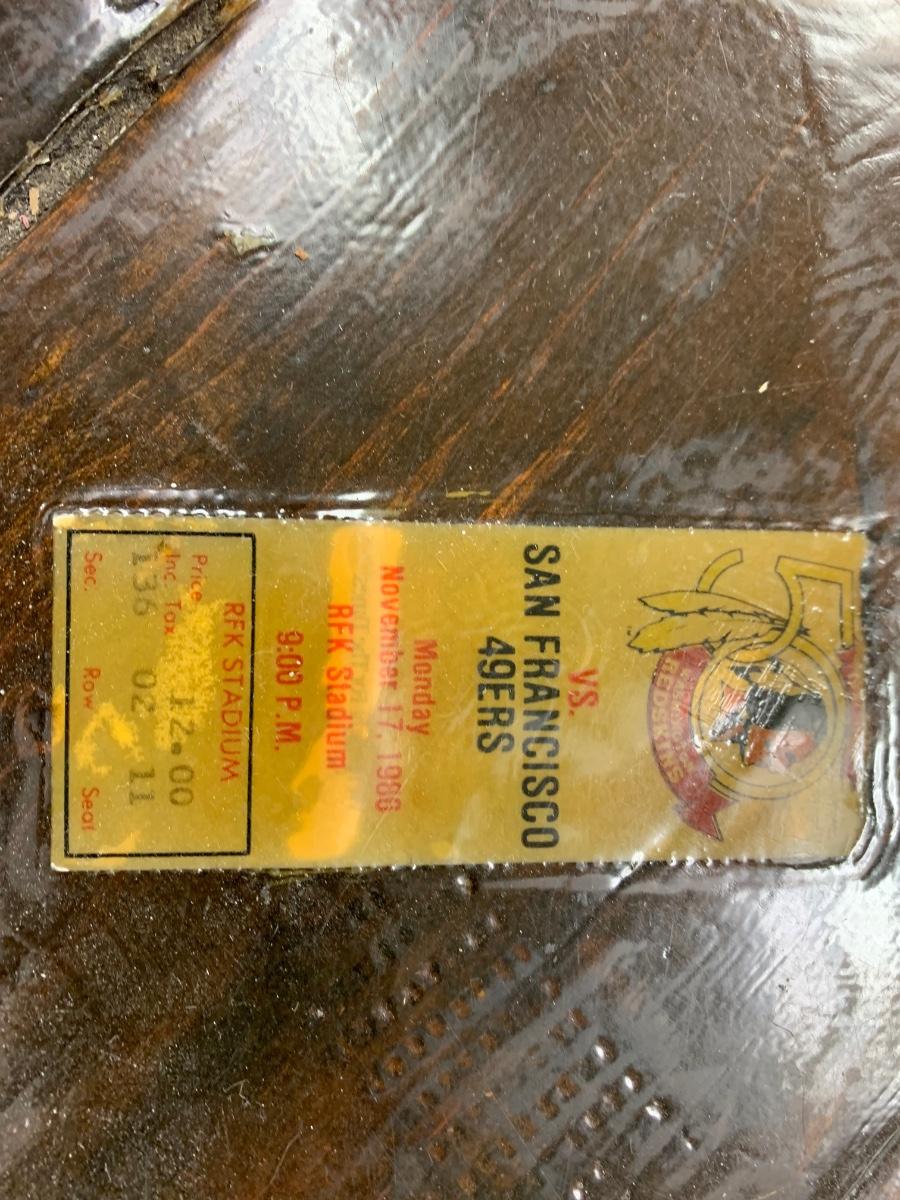 REDSKINS
VS.
SAN FRANCISCO
49ERS
Monday
November 17, 1986
RFK Stadium
9:00 P.M.
RFK STADIUM
Price
Inc. Tax 12.00
136 02 11
Sec. Row Seat